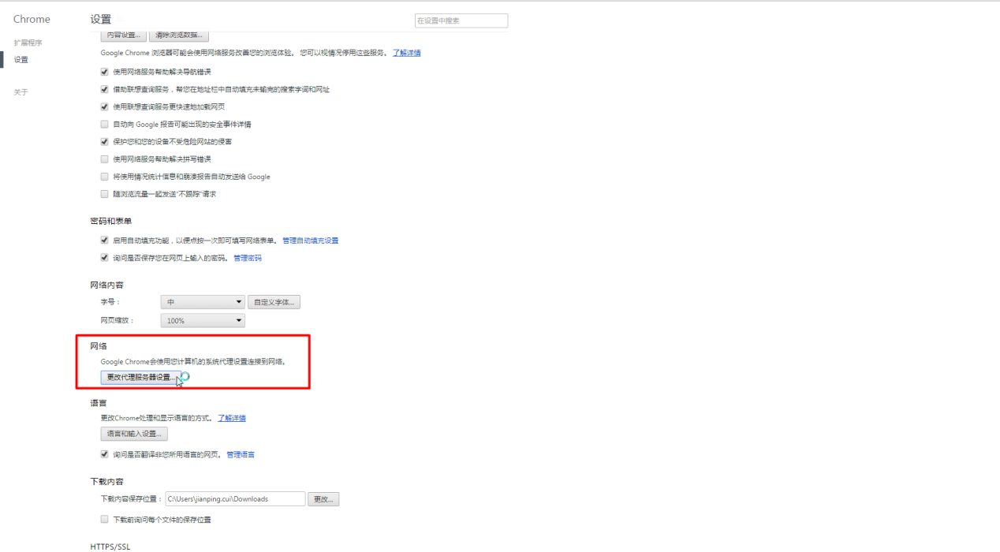 Chrome
设置
在设置中搜索
扩展程序
设置
关于
内容设置... 清除浏览数据...
Google Chrome 浏览器可能会使用网络服务改善您的浏览体验。您可以视情况停用这些服务。 了解详情
使用网络服务帮助解决导航错误
借助联想查询服务，帮您在地址栏中自动填充未输完的搜索字词和网址
使用联想查询服务更快速地加载网页
自动向 Google 报告可能出现的安全事件详情
保护您和您的设备不受危险网站的侵害
使用网络服务帮助解决拼写错误
将使用情况统计信息和崩溃报告自动发送给 Google
随浏览流量一起发送"不跟踪"请求
密码和表单
启用自动填充功能，以便点按一次即可填写网络表单。 管理自动填充设置
询问是否保存您在网页上输入的密码。 管理密码
网络内容
字号： 中 自定义字体...
网页缩放： 100%
网络
Google Chrome会使用您计算机的系统代理设置连接到网络。
更改代理服务器设置...
语言
更改Chrome处理和显示语言的方式。 了解详情
语言和输入设置...
询问是否翻译非您所用语言的网页。 管理语言
下载内容
下载内容保存位置： C:\Users\jianping.cui\Downloads 更改...
下载前询问每个文件的保存位置
HTTPS/SSL